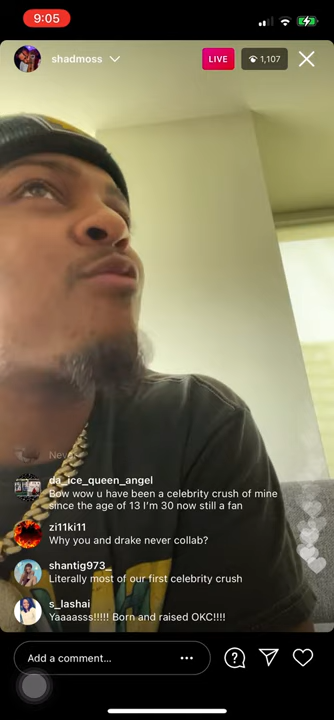 9:05
shadmoss
LIVE
1,107
New
da_ice_queen_angel
Bow wow u have been a celebrity crush of mine
since the age of 13 I'm 30 now still a fan
zi11ki11
Why you and drake never collab?
shantig973_
Literally most of our first celebrity crush
s_lashai
Yaaaasss!!!!! Born and raised OKC!!!!
Add a comment...